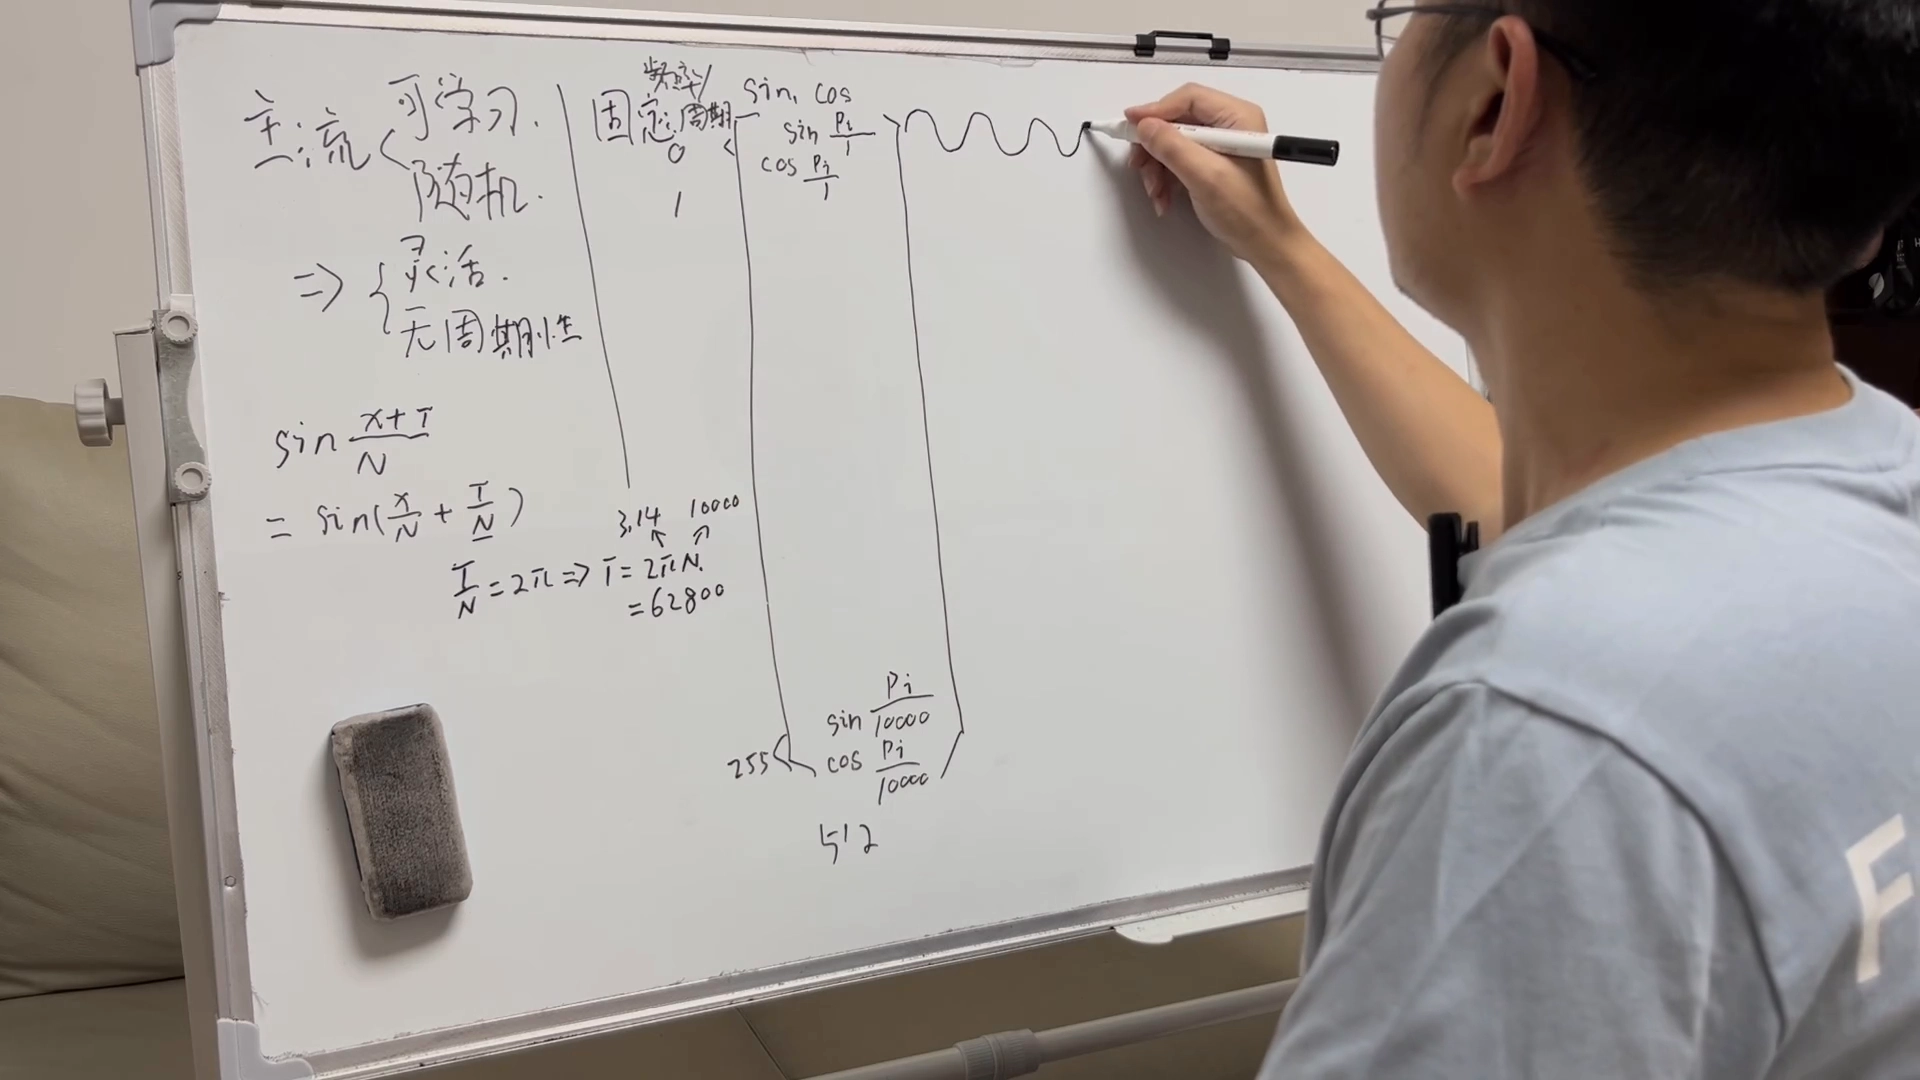 主流 < 可学习.
随机.
=> { 灵活.
无周期性
sin (x+T)/N
= sin(x/N + T/N)
T/N = 2π => T = 2πN.
3.14 10000
= 62800
频率/
固定周期
0
1
sin, cos
sin Pi/1
cos Pi/1
sin Pi/10000
255 cos Pi/10000
512
F